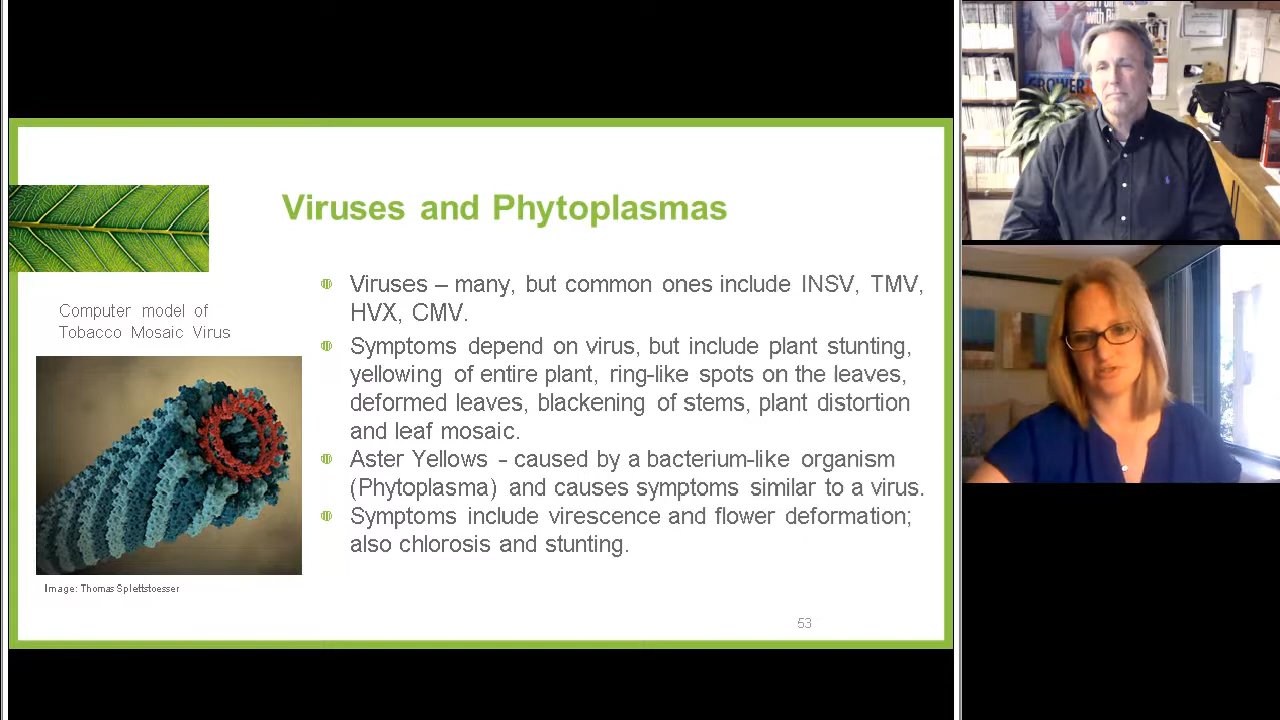 Viruses and Phytoplasmas
Computer model of
Tobacco Mosaic Virus
Image: Thomas Splettstoesser
Viruses – many, but common ones include INSV, TMV,
HVX, CMV.
Symptoms depend on virus, but include plant stunting,
yellowing of entire plant, ring-like spots on the leaves,
deformed leaves, blackening of stems, plant distortion
and leaf mosaic.
Aster Yellows - caused by a bacterium-like organism
(Phytoplasma) and causes symptoms similar to a virus.
Symptoms include virescence and flower deformation;
also chlorosis and stunting.
53
GROWER